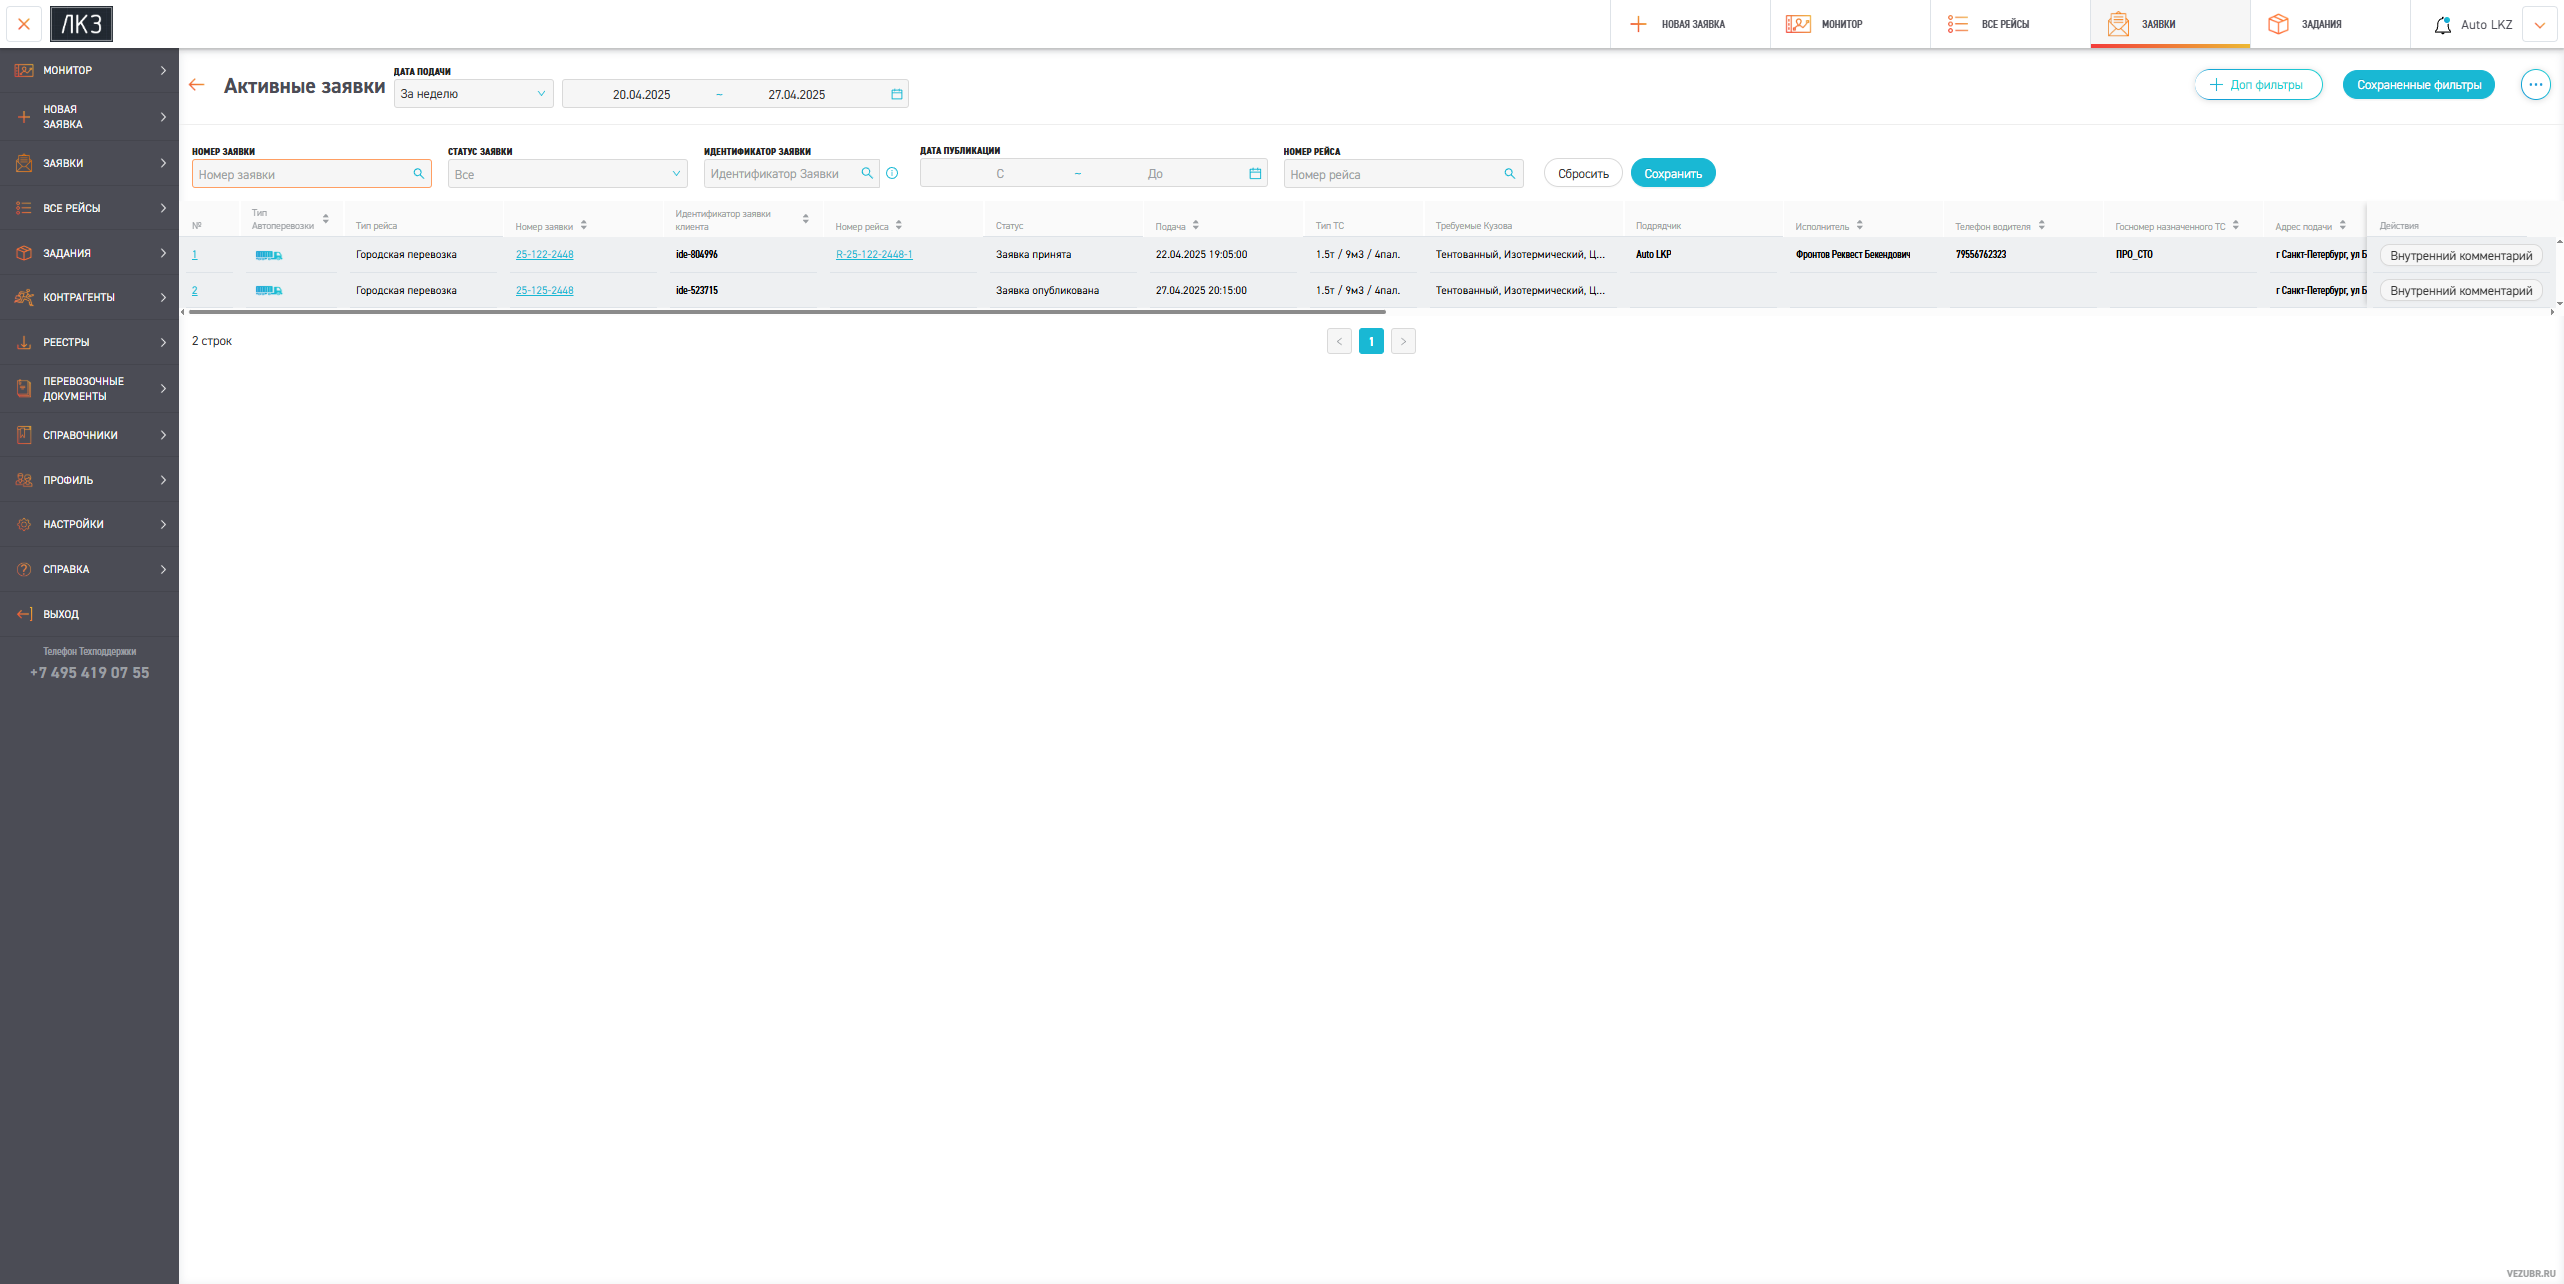 ЛКЗ
НОВАЯ ЗАЯВКА
МОНИТОР
ВСЕ РЕЙСЫ
ЗАЯВКИ
ЗАДАНИЯ
Auto LKZ
МОНИТОР
НОВАЯ
ЗАЯВКА
ЗАЯВКИ
ВСЕ РЕЙСЫ
ЗАДАНИЯ
КОНТРАГЕНТЫ
РЕЕСТРЫ
ПЕРЕВОЗОЧНЫЕ
ДОКУМЕНТЫ
СПРАВОЧНИКИ
ПРОФИЛЬ
НАСТРОЙКИ
СПРАВКА
ВЫХОД
Телефон Техподдержки
+7 495 419 07 55
Активные заявки
ДАТА ПОДАЧИ
За неделю
20.04.2025 ~ 27.04.2025
Доп фильтры
Сохраненные фильтры
НОМЕР ЗАЯВКИ СТАТУС ЗАЯВКИ ИДЕНТИФИКАТОР ЗАЯВКИ ДАТА ПУБЛИКАЦИИ НОМЕР РЕЙСА
Номер заявки Все Идентификатор Заявки С ~ До Номер рейса Сбросить Сохранить
№ Тип Автоперевозки Тип рейса Номер заявки Идентификатор заявки клиента Номер рейса Статус Подача Тип ТС Требуемые Кузова Подрядчик Исполнитель Телефон водителя Госномер назначенного ТС Адрес подачи Действия
1 Городская перевозка 25-122-2448 ide-804996 R-25-122-2448-1 Заявка принята 22.04.2025 19:05:00 1.5т / 9м3 / 4пал. Тентованный, Изотермический, Ц... Auto LKP Фронтов Реквест Бекендович 79556762323 ПРО_СТО г Санкт-Петербург, ул Б Внутренний комментарий
2 Городская перевозка 25-125-2448 ide-523715 Заявка опубликована 27.04.2025 20:15:00 1.5т / 9м3 / 4пал. Тентованный, Изотермический, Ц... г Санкт-Петербург, ул Б Внутренний комментарий
2 строк
1
VEZUBR.RU